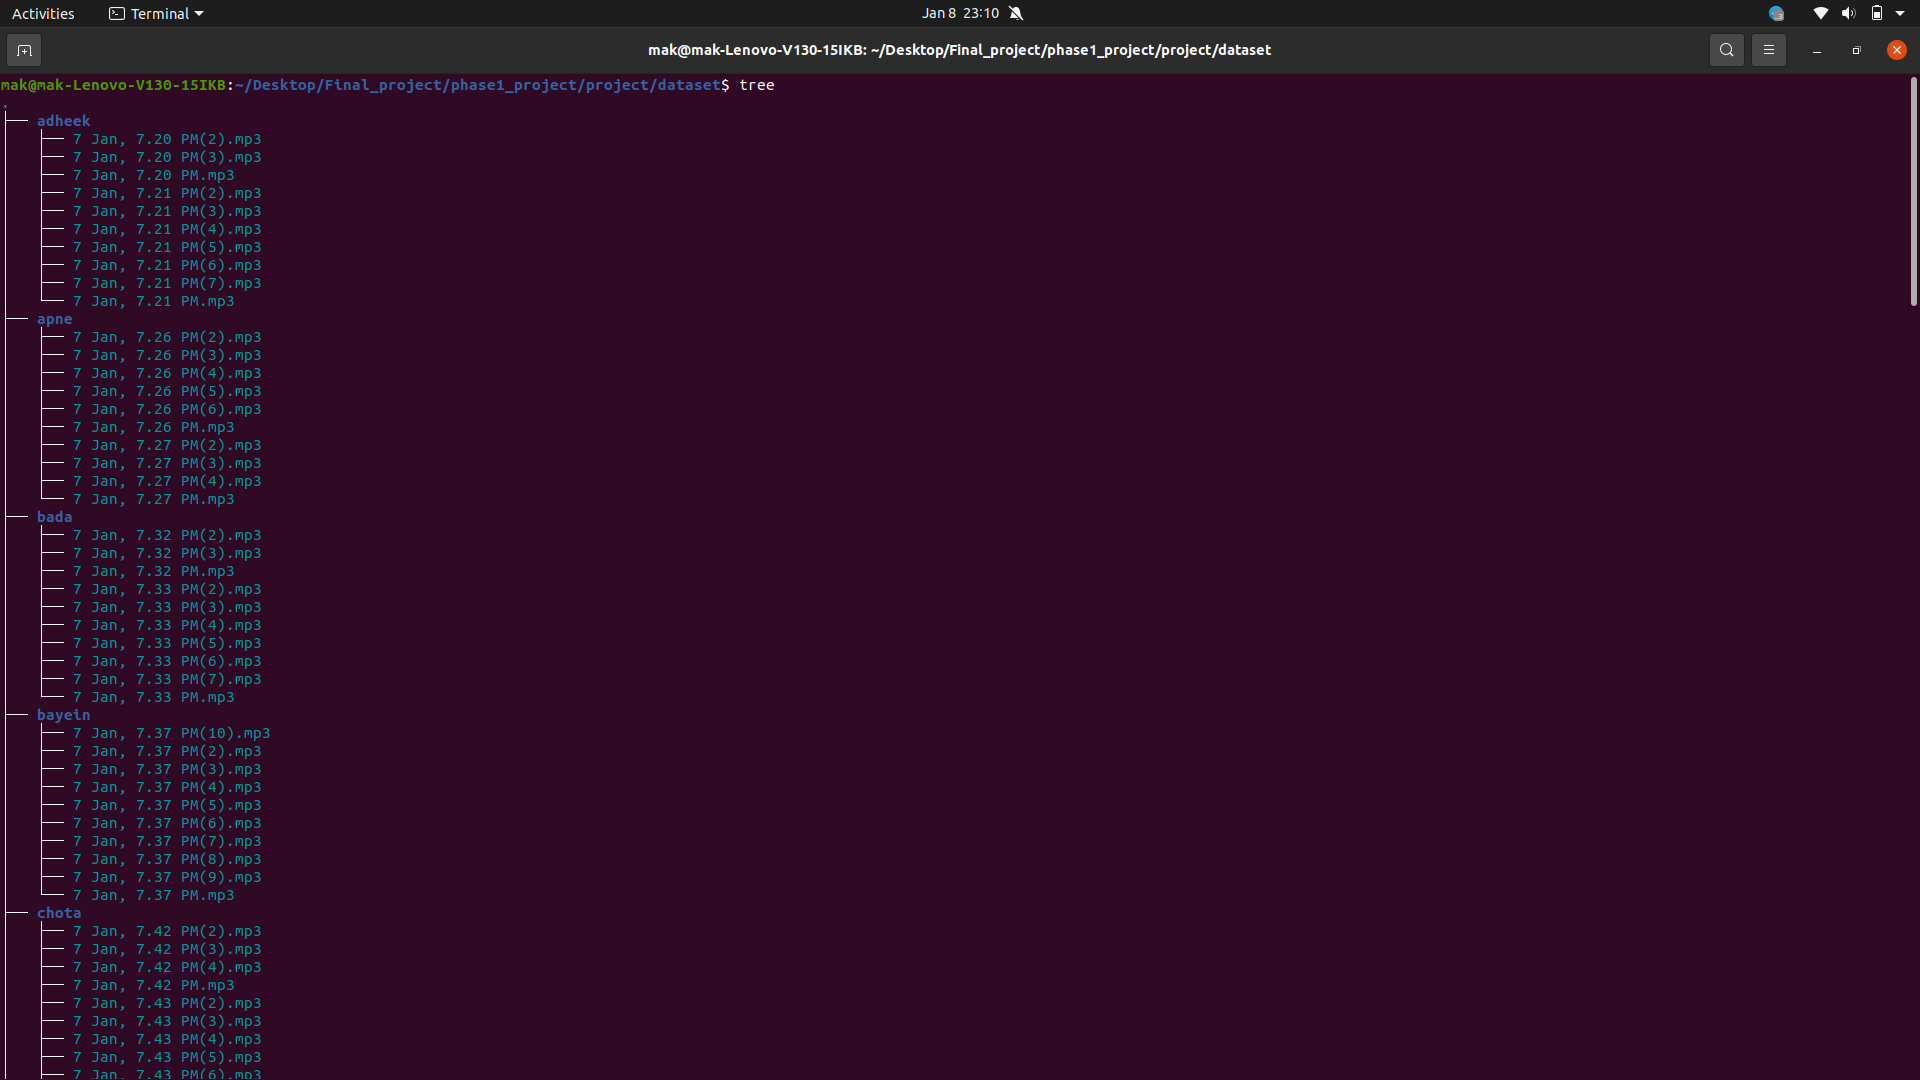 Activities Terminal Jan 8 23:10
mak@mak-Lenovo-V130-15IKB: ~/Desktop/Final_project/phase1_project/project/dataset
mak@mak-Lenovo-V130-15IKB:~/Desktop/Final_project/phase1_project/project/dataset$ tree
.
├── adheek
│   ├── 7 Jan, 7.20 PM(2).mp3
│   ├── 7 Jan, 7.20 PM(3).mp3
│   ├── 7 Jan, 7.20 PM.mp3
│   ├── 7 Jan, 7.21 PM(2).mp3
│   ├── 7 Jan, 7.21 PM(3).mp3
│   ├── 7 Jan, 7.21 PM(4).mp3
│   ├── 7 Jan, 7.21 PM(5).mp3
│   ├── 7 Jan, 7.21 PM(6).mp3
│   ├── 7 Jan, 7.21 PM(7).mp3
│   └── 7 Jan, 7.21 PM.mp3
├── apne
│   ├── 7 Jan, 7.26 PM(2).mp3
│   ├── 7 Jan, 7.26 PM(3).mp3
│   ├── 7 Jan, 7.26 PM(4).mp3
│   ├── 7 Jan, 7.26 PM(5).mp3
│   ├── 7 Jan, 7.26 PM(6).mp3
│   ├── 7 Jan, 7.26 PM.mp3
│   ├── 7 Jan, 7.27 PM(2).mp3
│   ├── 7 Jan, 7.27 PM(3).mp3
│   ├── 7 Jan, 7.27 PM(4).mp3
│   └── 7 Jan, 7.27 PM.mp3
├── bada
│   ├── 7 Jan, 7.32 PM(2).mp3
│   ├── 7 Jan, 7.32 PM(3).mp3
│   ├── 7 Jan, 7.32 PM.mp3
│   ├── 7 Jan, 7.33 PM(2).mp3
│   ├── 7 Jan, 7.33 PM(3).mp3
│   ├── 7 Jan, 7.33 PM(4).mp3
│   ├── 7 Jan, 7.33 PM(5).mp3
│   ├── 7 Jan, 7.33 PM(6).mp3
│   ├── 7 Jan, 7.33 PM(7).mp3
│   └── 7 Jan, 7.33 PM.mp3
├── bayein
│   ├── 7 Jan, 7.37 PM(10).mp3
│   ├── 7 Jan, 7.37 PM(2).mp3
│   ├── 7 Jan, 7.37 PM(3).mp3
│   ├── 7 Jan, 7.37 PM(4).mp3
│   ├── 7 Jan, 7.37 PM(5).mp3
│   ├── 7 Jan, 7.37 PM(6).mp3
│   ├── 7 Jan, 7.37 PM(7).mp3
│   ├── 7 Jan, 7.37 PM(8).mp3
│   ├── 7 Jan, 7.37 PM(9).mp3
│   └── 7 Jan, 7.37 PM.mp3
├── chota
│   ├── 7 Jan, 7.42 PM(2).mp3
│   ├── 7 Jan, 7.42 PM(3).mp3
│   ├── 7 Jan, 7.42 PM(4).mp3
│   ├── 7 Jan, 7.42 PM.mp3
│   ├── 7 Jan, 7.43 PM(2).mp3
│   ├── 7 Jan, 7.43 PM(3).mp3
│   ├── 7 Jan, 7.43 PM(4).mp3
│   ├── 7 Jan, 7.43 PM(5).mp3
│   ├── 7 Jan, 7.43 PM(6).mp3